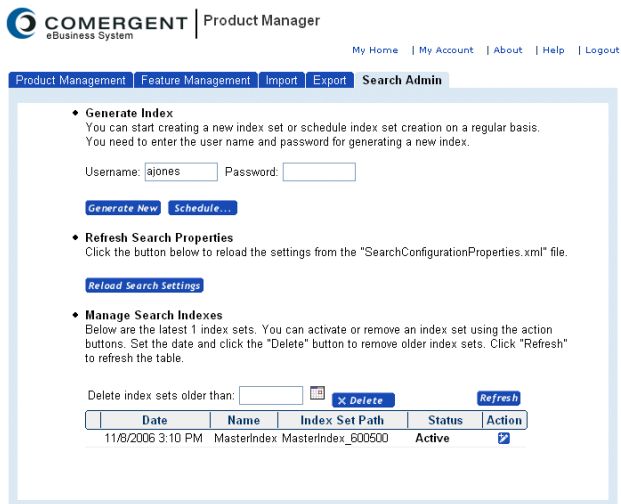 COMERGENT Product Manager
eBusiness System
My Home | My Account | About | Help | Logout
Product Management Feature Management Import Export Search Admin
Generate Index
You can start creating a new index set or schedule index set creation on a regular basis.
You need to enter the user name and password for generating a new index.
Username: ajones Password:
Generate New Schedule...
Refresh Search Properties
Click the button below to reload the settings from the "SearchConfigurationProperties.xml" file.
Reload Search Settings
Manage Search Indexes
Below are the latest 1 index sets. You can activate or remove an index set using the action
buttons. Set the date and click the "Delete" button to remove older index sets. Click "Refresh"
to refresh the table.
Delete index sets older than: X Delete Refresh
Date Name Index Set Path Status Action
11/8/2006 3:10 PM MasterIndex MasterIndex_600500 Active